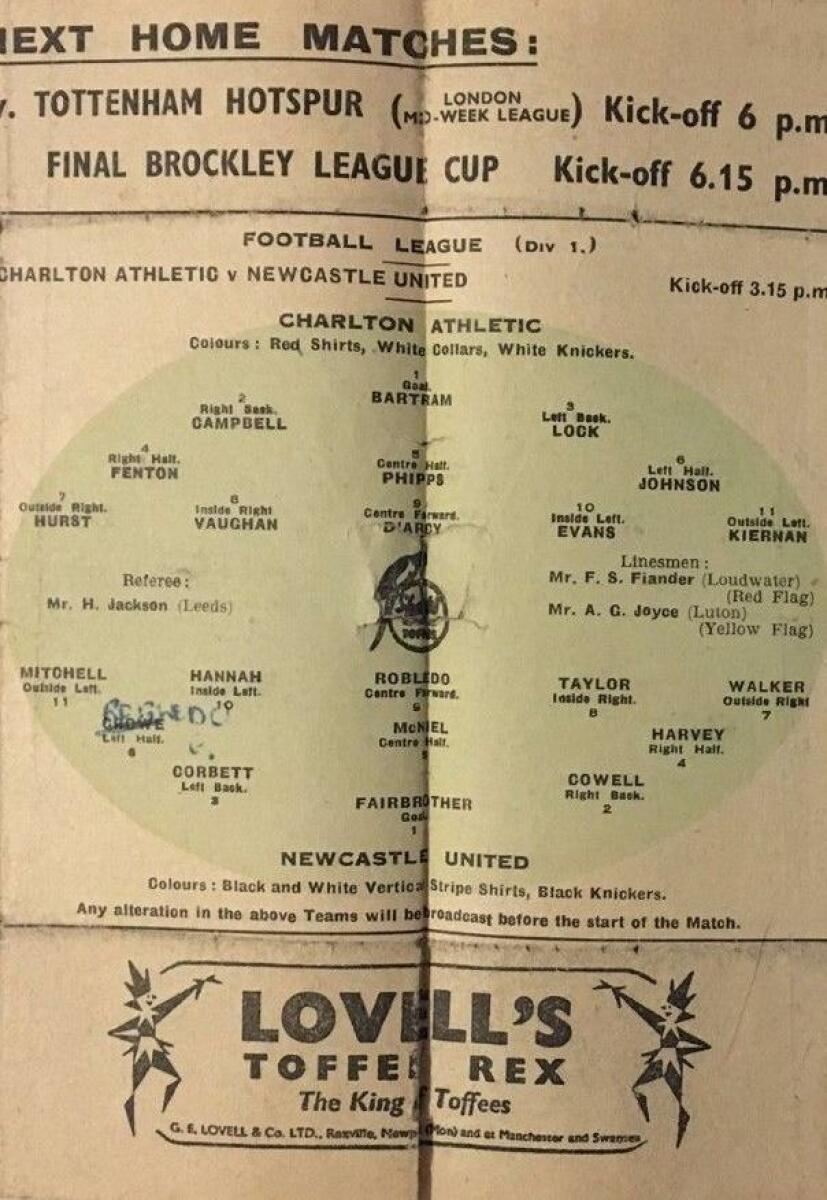 NEXT HOME MATCHES:
v. TOTTENHAM HOTSPUR (LONDON MID-WEEK LEAGUE) Kick-off 6 p.m
FINAL BROCKLEY LEAGUE CUP Kick-off 6.15 p.m
FOOTBALL LEAGUE (Div 1.)
CHARLTON ATHLETIC v NEWCASTLE UNITED Kick-off 3.15 p.m
CHARLTON ATHLETIC
Colours: Red Shirts, White Collars, White Knickers.
1
Goal.
BARTRAM
2
Right Back.
CAMPBELL
3
Left Back.
LOCK
4
Right Half.
FENTON
5
Centre Half.
PHIPPS
6
Left Half.
JOHNSON
7
Outside Right.
HURST
8
Inside Right
VAUGHAN
9
Centre Forward.
D'ARCY
10
Inside Left.
EVANS
11
Outside Left.
KIERNAN
Referee:
Mr. H. Jackson (Leeds)
Linesmen:
Mr. F. S. Fiander (Loudwater)
(Red Flag)
Mr. A. G. Joyce (Luton)
(Yellow Flag)
TOFFEE
MITCHELL
Outside Left.
11
HANNAH
Inside Left.
10
ROBLEDO
Centre Forward.
9
TAYLOR
Inside Right.
8
WALKER
Outside Right
7
CROWE
Left Half.
6
McNIEL
Centre Half.
5
HARVEY
Right Half.
4
CORBETT
Left Back.
3
COWELL
Right Back.
2
FAIRBROTHER
Goal
1
NEWCASTLE UNITED
Colours: Black and White Vertical Stripe Shirts, Black Knickers.
Any alteration in the above Teams will be broadcast before the start of the Match.
LOVELL'S
TOFFEE REX
The King of Toffees
G. F. LOVELL & Co. LTD., Rexville, Newport (Mon) and at Manchester and Swansea